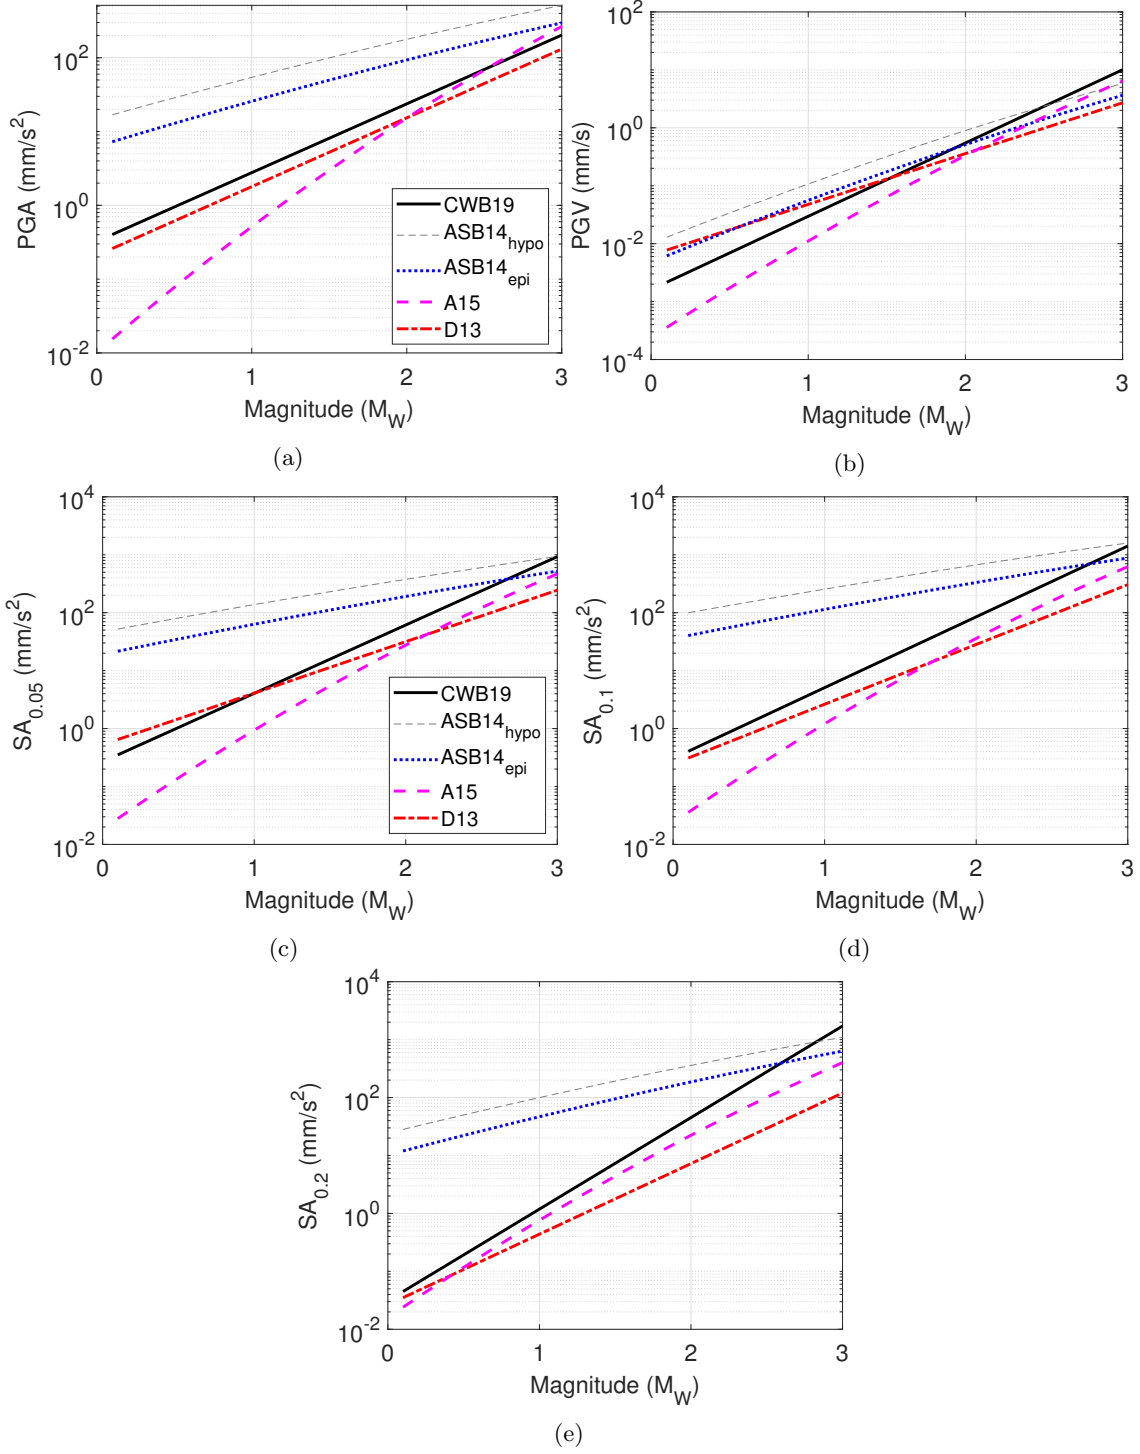 10^2
10^0
10^-2
PGA (mm/s^2)
0 1 2 3
Magnitude (M_W)
CWB19
ASB14_hypo
ASB14_epi
A15
D13
(a)
10^2
10^0
10^-2
10^-4
PGV (mm/s)
0 1 2 3
Magnitude (M_W)
(b)
10^4
10^2
10^0
10^-2
SA_0.05 (mm/s^2)
0 1 2 3
Magnitude (M_W)
CWB19
ASB14_hypo
ASB14_epi
A15
D13
(c)
10^4
10^2
10^0
10^-2
SA_0.1 (mm/s^2)
0 1 2 3
Magnitude (M_W)
(d)
10^4
10^2
10^0
10^-2
SA_0.2 (mm/s^2)
0 1 2 3
Magnitude (M_W)
(e)